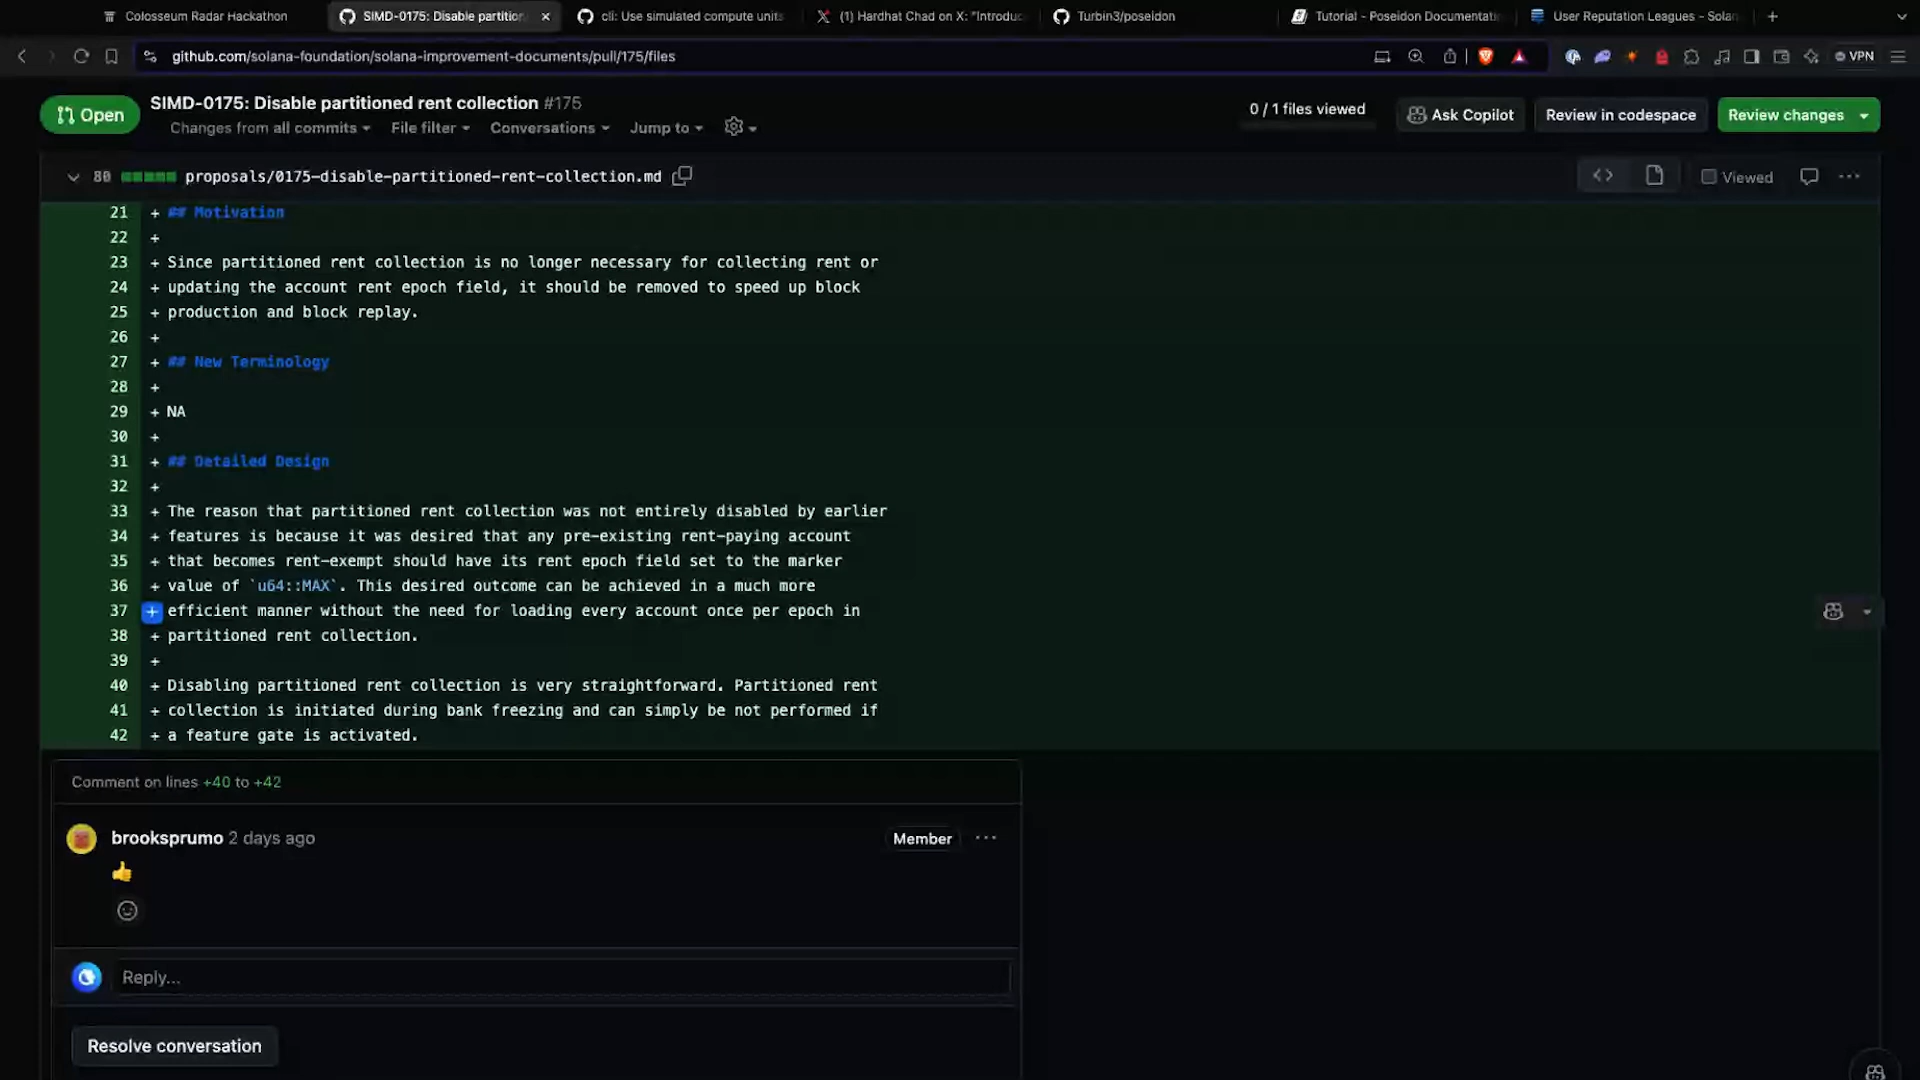 Colosseum Radar Hackathon
SIMD-0175: Disable partition
cli: Use simulated compute units
(1) Hardhat Chad on X: "Introduc
Turbin3/poseidon
Tutorial - Poseidon Documentati
User Reputation Leagues - Solan
github.com/solana-foundation/solana-improvement-documents/pull/175/files
VPN
Open
SIMD-0175: Disable partitioned rent collection #175
Changes from all commits
File filter
Conversations
Jump to
0 / 1 files viewed
Ask Copilot
Review in codespace
Review changes
80
proposals/0175-disable-partitioned-rent-collection.md
Viewed
21 + ## Motivation
22 +
23 + Since partitioned rent collection is no longer necessary for collecting rent or
24 + updating the account rent epoch field, it should be removed to speed up block
25 + production and block replay.
26 +
27 + ## New Terminology
28 +
29 + NA
30 +
31 + ## Detailed Design
32 +
33 + The reason that partitioned rent collection was not entirely disabled by earlier
34 + features is because it was desired that any pre-existing rent-paying account
35 + that becomes rent-exempt should have its rent epoch field set to the marker
36 + value of `u64::MAX`. This desired outcome can be achieved in a much more
37 + efficient manner without the need for loading every account once per epoch in
38 + partitioned rent collection.
39 +
40 + Disabling partitioned rent collection is very straightforward. Partitioned rent
41 + collection is initiated during bank freezing and can simply be not performed if
42 + a feature gate is activated.
Comment on lines +40 to +42
brooksprumo 2 days ago
Member
Reply...
Resolve conversation